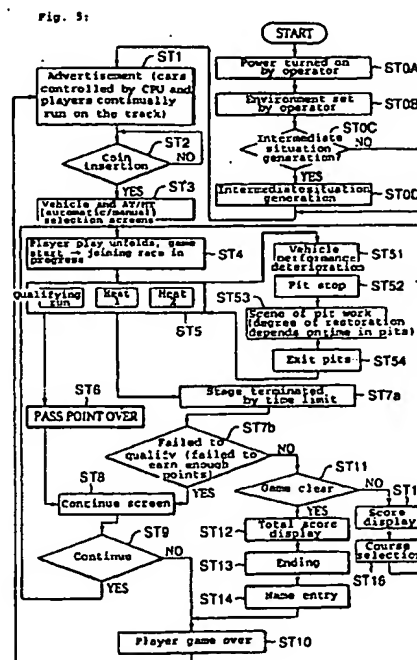 Fig. 5:
START
ST0A
Power turned on
by operator
ST0B
Environment set
by operator
ST0C
Intermediate
situation
generation?
NO
YES
ST0D
Intermediate situation
generation
ST1
Advertisement (cars
controlled by CPU and
players continually
run on the track)
ST2
Coin
insertion
NO
YES
ST3
Vehicle and AT/MT
[automatic/manual]
selection screens
ST4
Player play unfolds, game
start → joining race in
progress
Qualifying
run
Heat
Heat
2
ST5
ST51
Vehicle
performance
deterioration
ST52
Pit stop
ST53
Scene of pit work
(degree of restoration
depends on time in pits)
Exit pits
ST54
ST6
PASS POINT OVER
Stage terminated
by time limit
ST7a
ST7b
Failed to
qualify (failed to
earn enough
points)
NO
YES
ST8
Continue screen
ST9
Continue
NO
YES
ST11
Game clear
NO
YES
ST12
Total score
display
ST13
Ending
ST14
Name entry
Score
display
Course
selection
ST16
Player game over
ST10